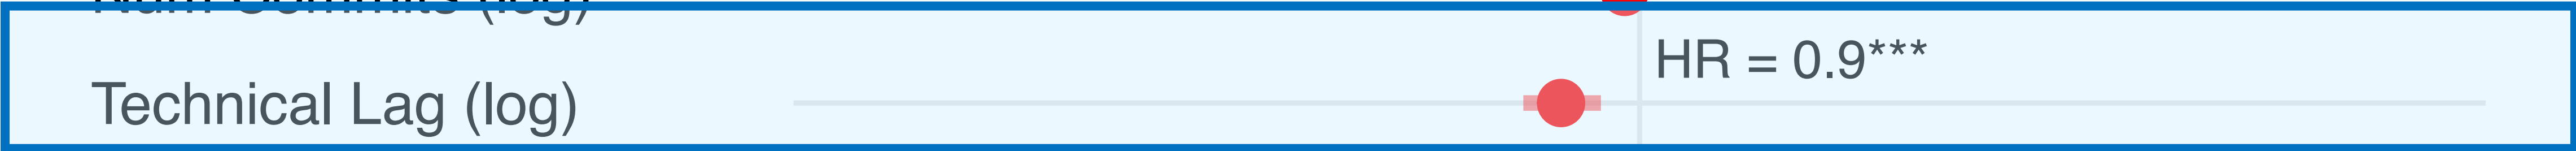 HR = 0.9***
Technical Lag (log)